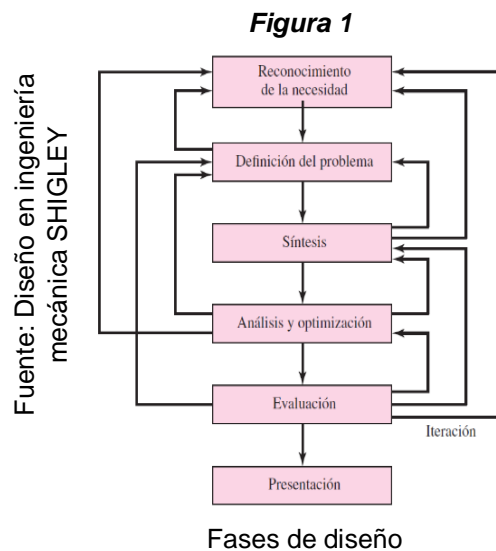 Figura 1
Fuente: Diseño en ingeniería
mecánica SHIGLEY
Reconocimiento
de la necesidad
Definición del problema
Síntesis
Análisis y optimización
Evaluación
Iteración
Presentación
Fases de diseño